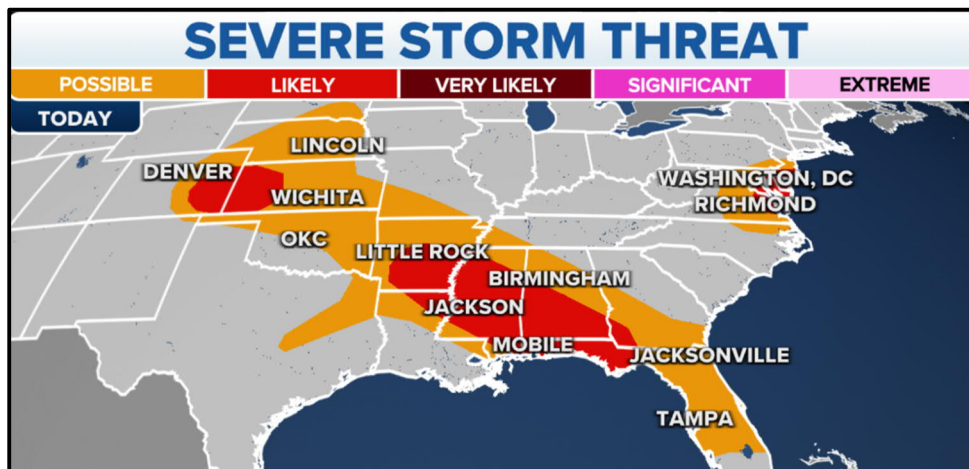 SEVERE STORM THREAT
POSSIBLE LIKELY VERY LIKELY SIGNIFICANT EXTREME
TODAY
LINCOLN
DENVER
WASHINGTON, DC
WICHITA
RICHMOND
OKC
LITTLE ROCK
BIRMINGHAM
JACKSON
MOBILE
JACKSONVILLE
TAMPA